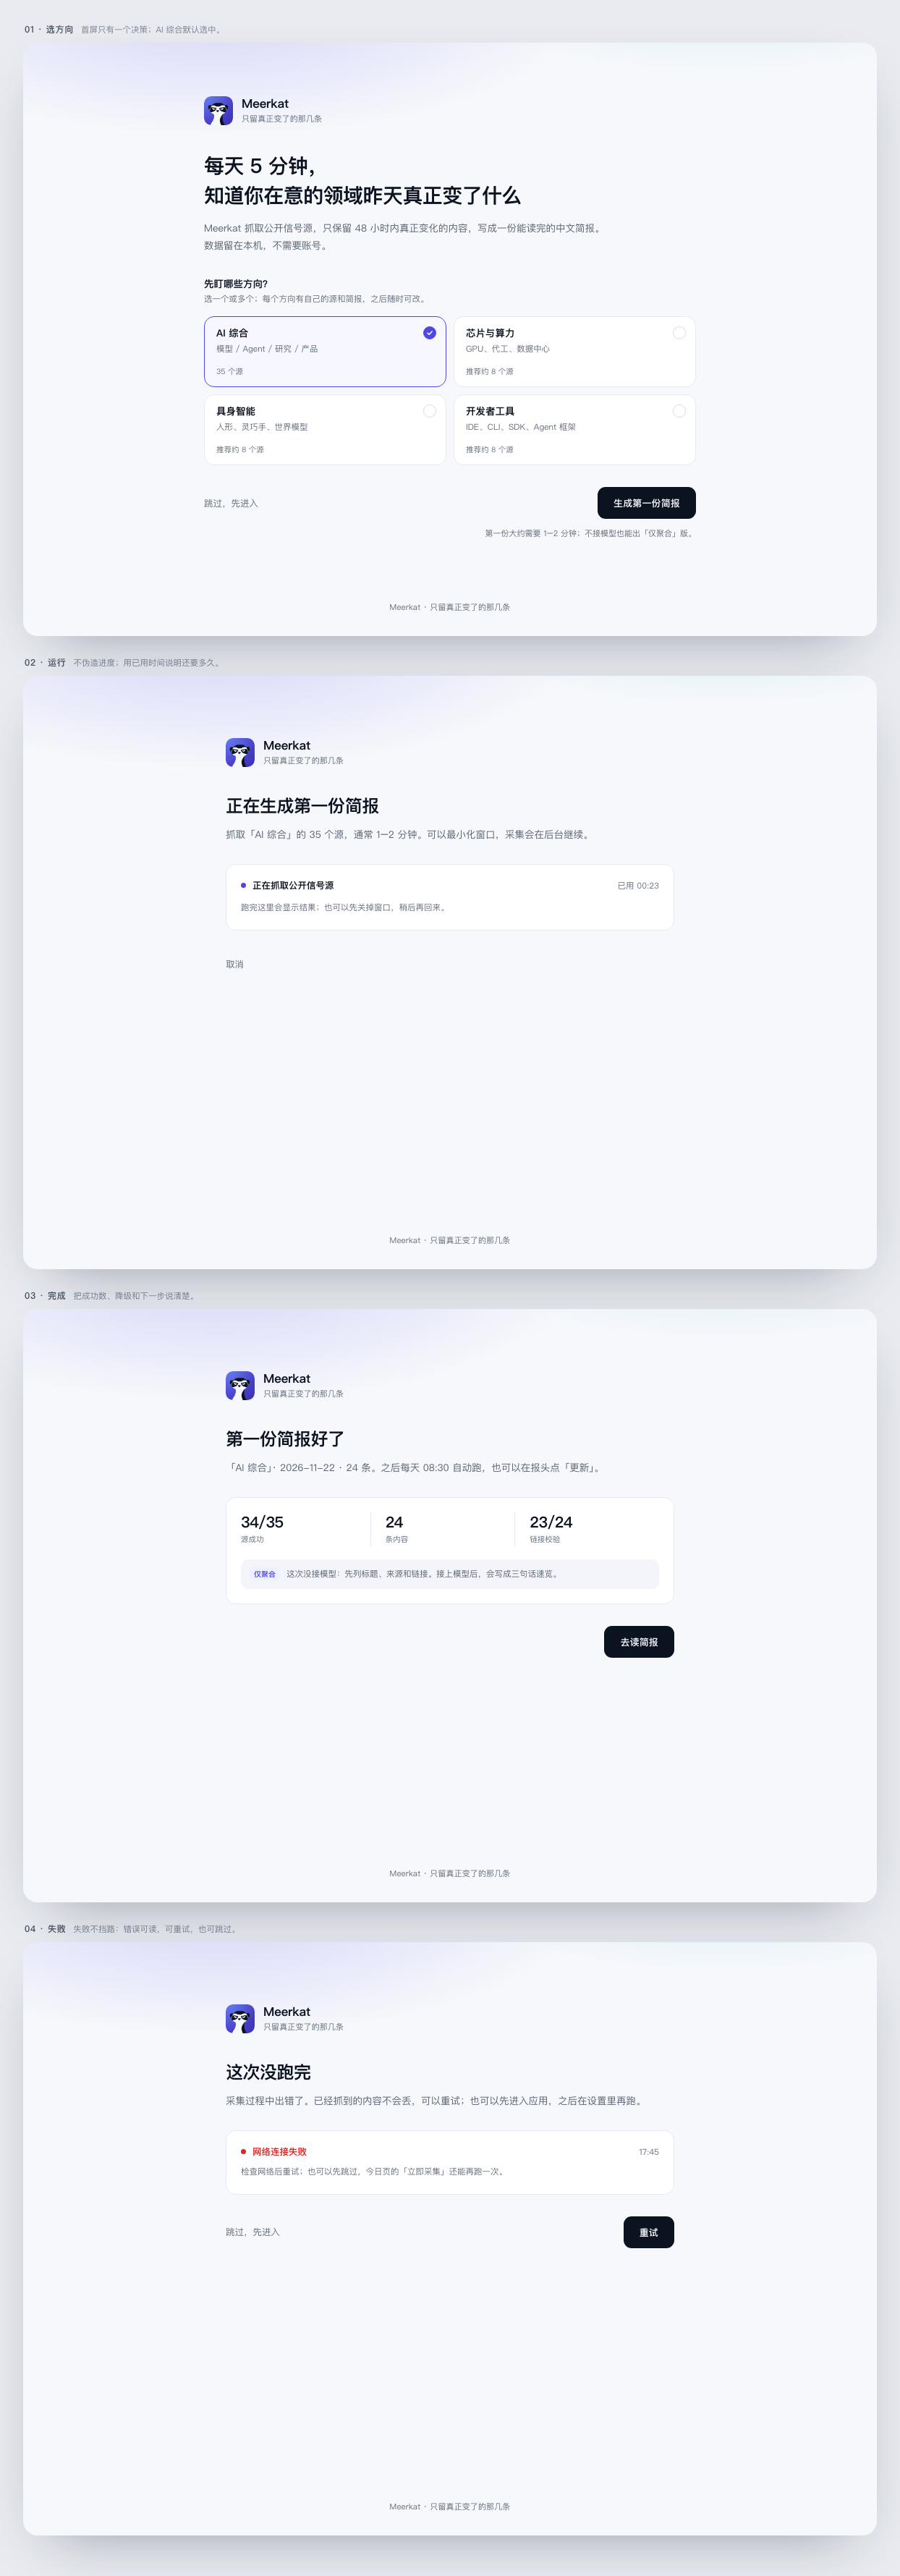 01 · 选方向 首屏只有一个决策；AI 综合默认选中。
Meerkat
只留真正变了的那几条
每天 5 分钟，
知道你在意的领域昨天真正变了什么
Meerkat 抓取公开信号源，只保留 48 小时内真正变化的内容，写成一份能读完的中文简报。
数据留在本机，不需要账号。
先盯哪些方向？
选一个或多个；每个方向有自己的源和简报，之后随时可改。
AI 综合
模型 / Agent / 研究 / 产品
35 个源
芯片与算力
GPU、代工、数据中心
推荐约 8 个源
具身智能
人形、灵巧手、世界模型
推荐约 8 个源
开发者工具
IDE、CLI、SDK、Agent 框架
推荐约 8 个源
跳过，先进入
生成第一份简报
第一份大约需要 1–2 分钟；不接模型也能出「仅聚合」版。
Meerkat · 只留真正变了的那几条
02 · 运行 不伪造进度；用已用时间说明还要多久。
Meerkat
只留真正变了的那几条
正在生成第一份简报
抓取「AI 综合」的 35 个源，通常 1–2 分钟。可以最小化窗口，采集会在后台继续。
正在抓取公开信号源
已用 00:23
跑完这里会显示结果；也可以先关掉窗口，稍后再回来。
取消
Meerkat · 只留真正变了的那几条
03 · 完成 把成功数、降级和下一步说清楚。
Meerkat
只留真正变了的那几条
第一份简报好了
「AI 综合」· 2026-11-22 · 24 条。之后每天 08:30 自动跑，也可以在报头点「更新」。
34/35
源成功
24
条内容
23/24
链接校验
仅聚合 这次没接模型：先列标题、来源和链接。接上模型后，会写成三句话速览。
去读简报
Meerkat · 只留真正变了的那几条
04 · 失败 失败不挡路：错误可读，可重试，也可跳过。
Meerkat
只留真正变了的那几条
这次没跑完
采集过程中出错了。已经抓到的内容不会丢，可以重试；也可以先进入应用，之后在设置里再跑。
网络连接失败
17:45
检查网络后重试；也可以先跳过，今日页的「立即采集」还能再跑一次。
跳过，先进入
重试
Meerkat · 只留真正变了的那几条